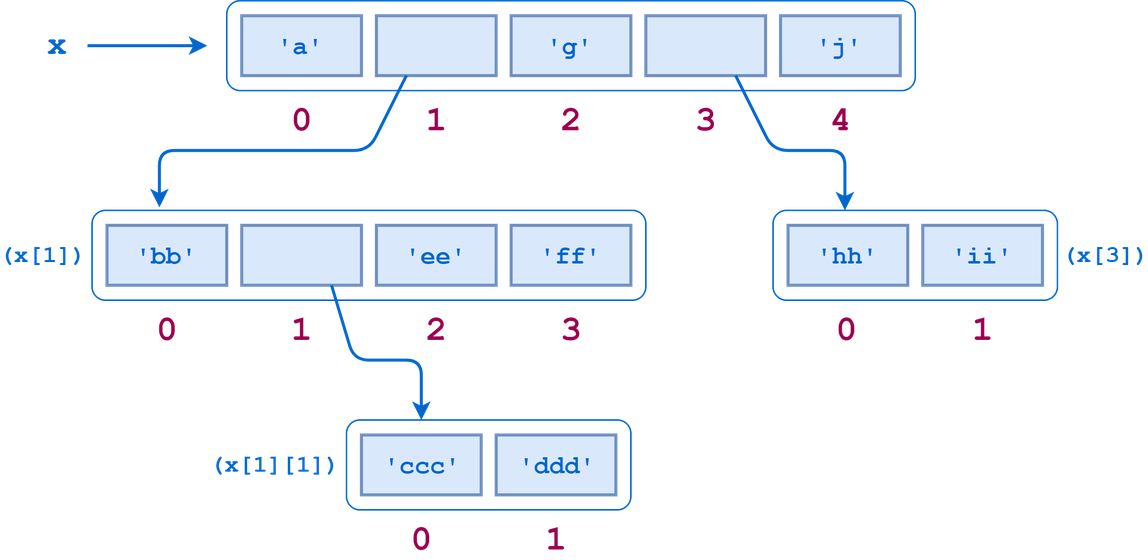 x 'a' 'g' 'j'
0 1 2 3 4
(x[1]) 'bb' 'ee' 'ff' 'hh' 'ii' (x[3])
0 1 2 3 0 1
(x[1][1]) 'ccc' 'ddd'
0 1